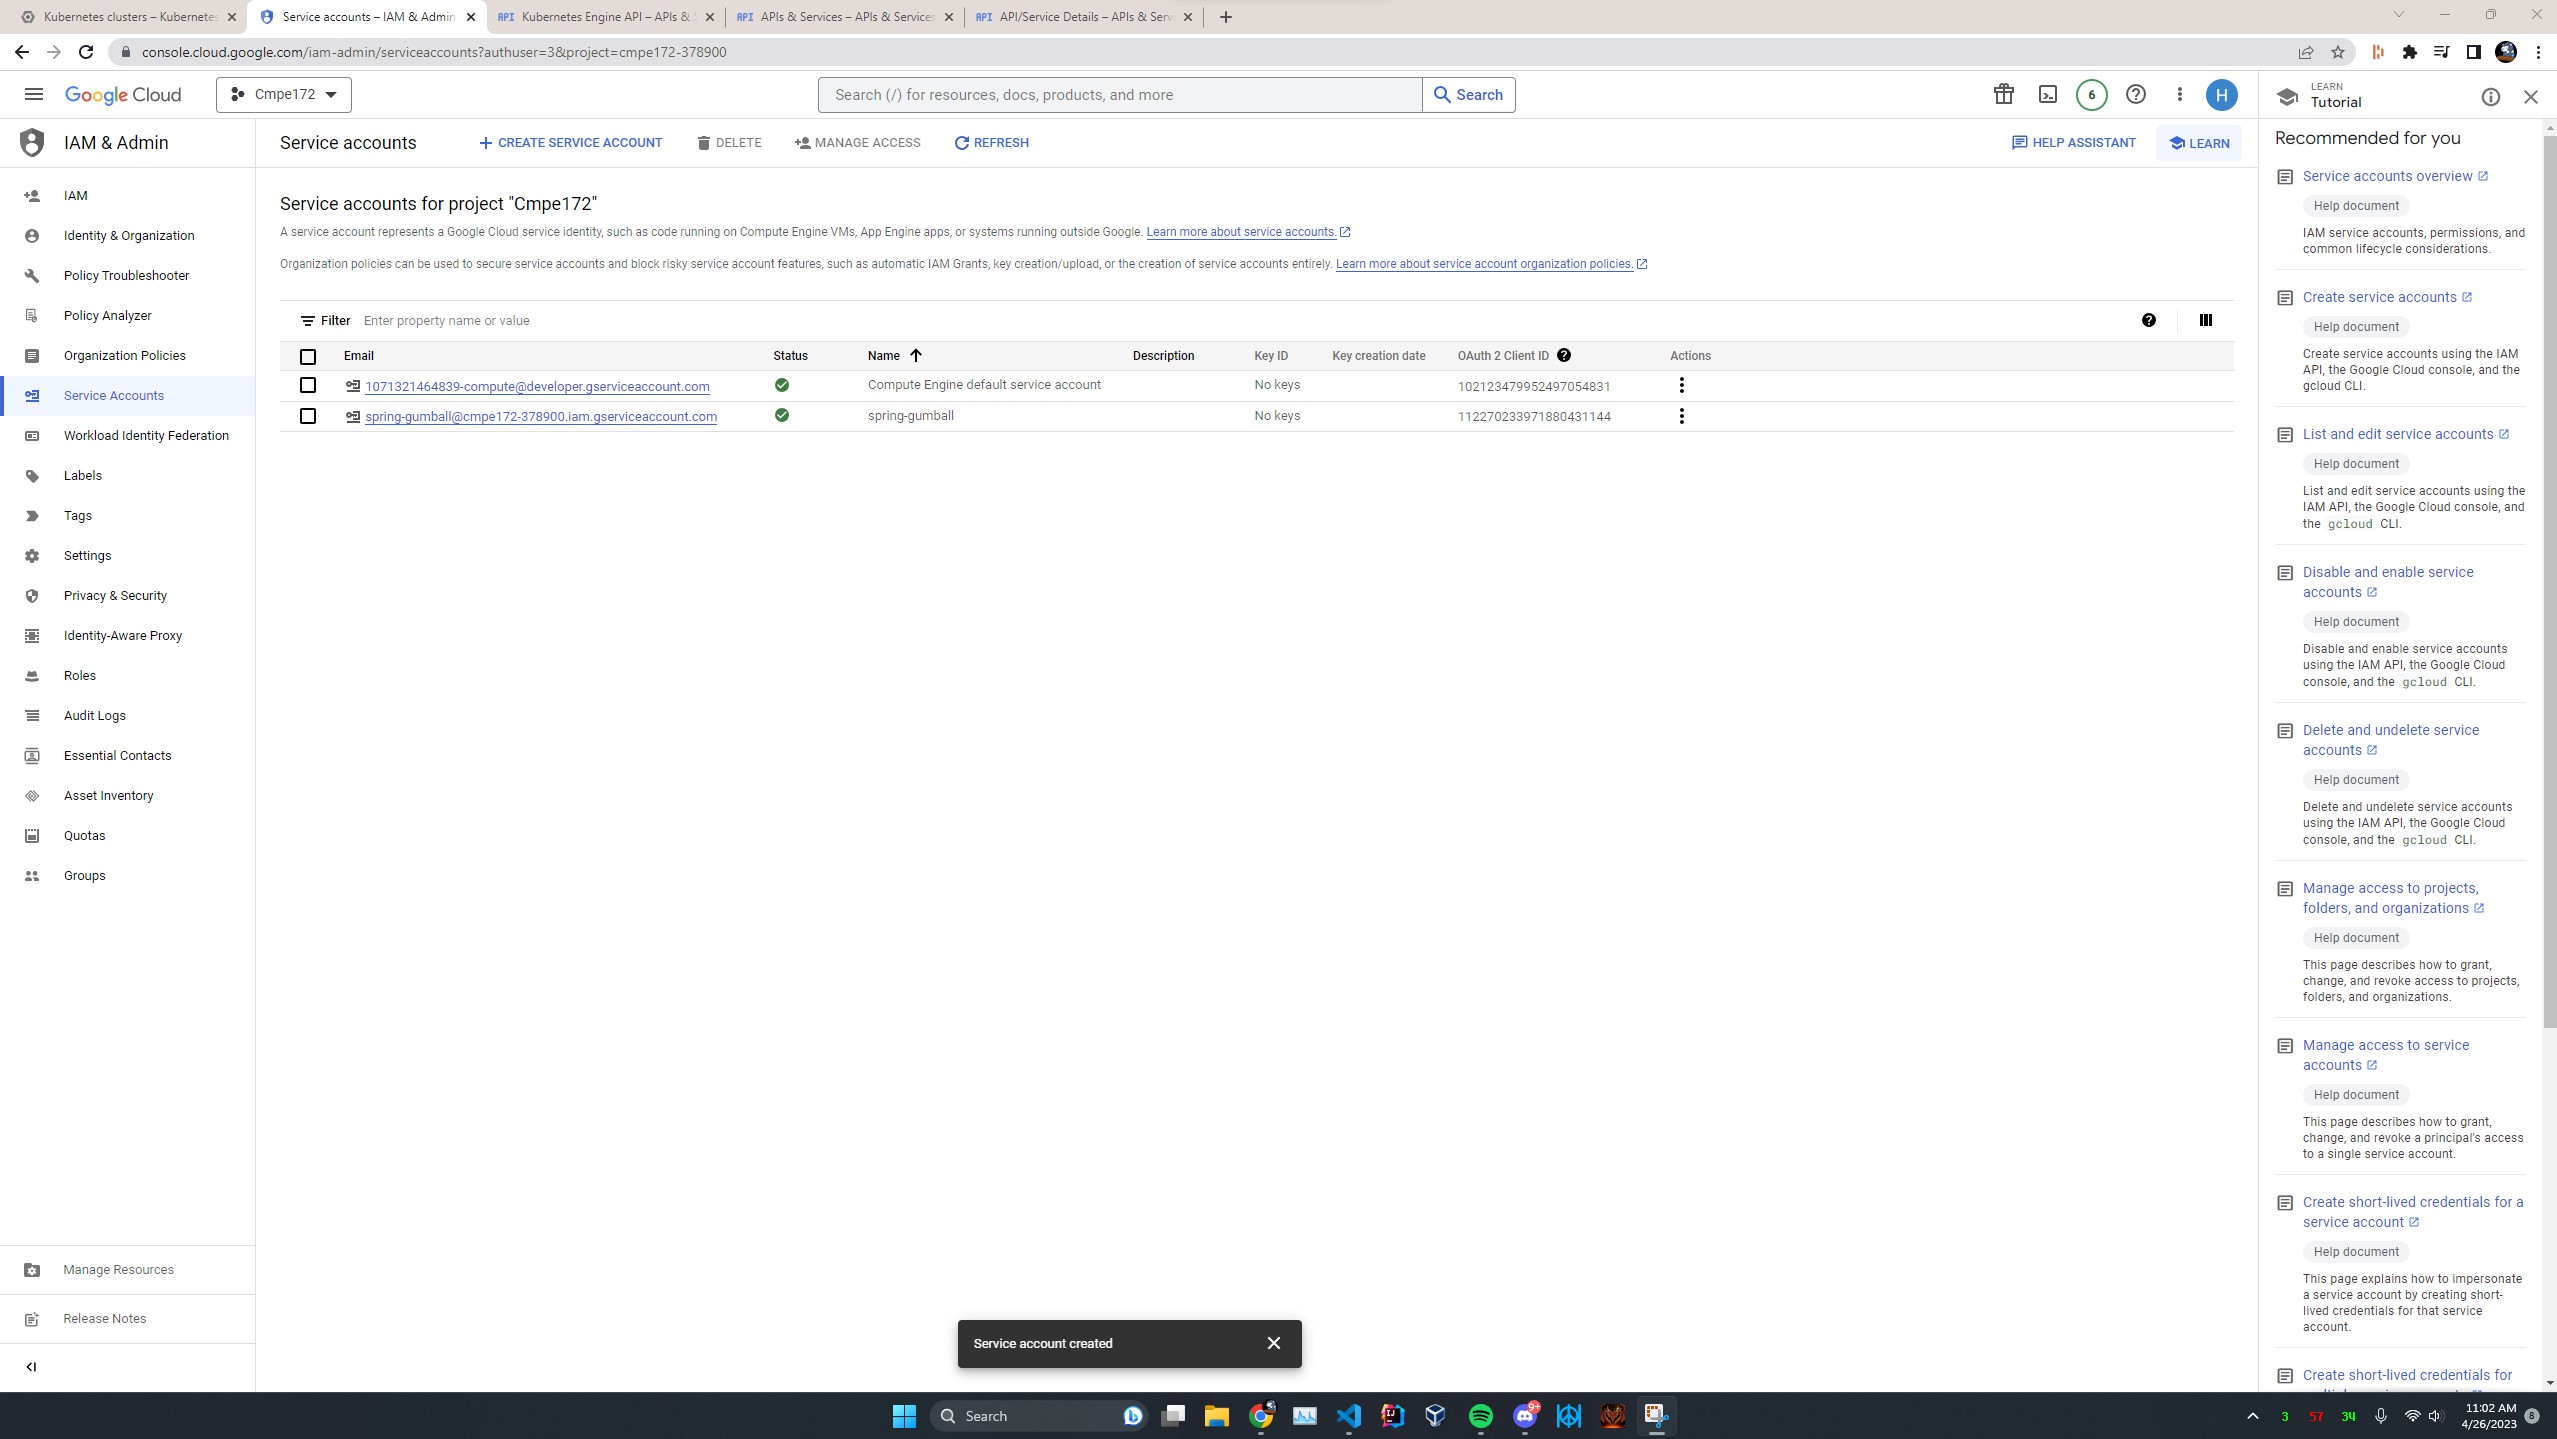 Kubernetes clusters – Kubernetes
Service accounts – IAM & Admin
API Kubernetes Engine API – APIs &
API APIs & Services – APIs & Services
API API/Service Details – APIs & Serv
console.cloud.google.com/iam-admin/serviceaccounts?authuser=3&project=cmpe172-378900
Google Cloud
Cmpe172
Search (/) for resources, docs, products, and more
Search
6
H
LEARN
Tutorial
IAM & Admin
Service accounts
CREATE SERVICE ACCOUNT
DELETE
MANAGE ACCESS
REFRESH
HELP ASSISTANT
LEARN
IAM
Identity & Organization
Policy Troubleshooter
Policy Analyzer
Organization Policies
Service Accounts
Workload Identity Federation
Labels
Tags
Settings
Privacy & Security
Identity-Aware Proxy
Roles
Audit Logs
Essential Contacts
Asset Inventory
Quotas
Groups
Manage Resources
Release Notes
Service accounts for project "Cmpe172"
A service account represents a Google Cloud service identity, such as code running on Compute Engine VMs, App Engine apps, or systems running outside Google. Learn more about service accounts.
Organization policies can be used to secure service accounts and block risky service account features, such as automatic IAM Grants, key creation/upload, or the creation of service accounts entirely. Learn more about service account organization policies.
Filter Enter property name or value
Email Status Name Description Key ID Key creation date OAuth 2 Client ID Actions
1071321464839-compute@developer.gserviceaccount.com Compute Engine default service account No keys 102123479952497054831
spring-gumball@cmpe172-378900.iam.gserviceaccount.com spring-gumball No keys 112270233971880431144
Service account created
Recommended for you
Service accounts overview
Help document
IAM service accounts, permissions, and
common lifecycle considerations.
Create service accounts
Help document
Create service accounts using the IAM
API, the Google Cloud console, and the
gcloud CLI.
List and edit service accounts
Help document
List and edit service accounts using the
IAM API, the Google Cloud console, and
the gcloud CLI.
Disable and enable service
accounts
Help document
Disable and enable service accounts
using the IAM API, the Google Cloud
console, and the gcloud CLI.
Delete and undelete service
accounts
Help document
Delete and undelete service accounts
using the IAM API, the Google Cloud
console, and the gcloud CLI.
Manage access to projects,
folders, and organizations
Help document
This page describes how to grant,
change, and revoke access to projects,
folders, and organizations.
Manage access to service
accounts
Help document
This page describes how to grant,
change, and revoke a principal's access
to a single service account.
Create short-lived credentials for a
service account
Help document
This page explains how to impersonate
a service account by creating short-
lived credentials for that service
account.
Create short-lived credentials for
Search
9+
3 57 34
11:02 AM
4/26/2023
8